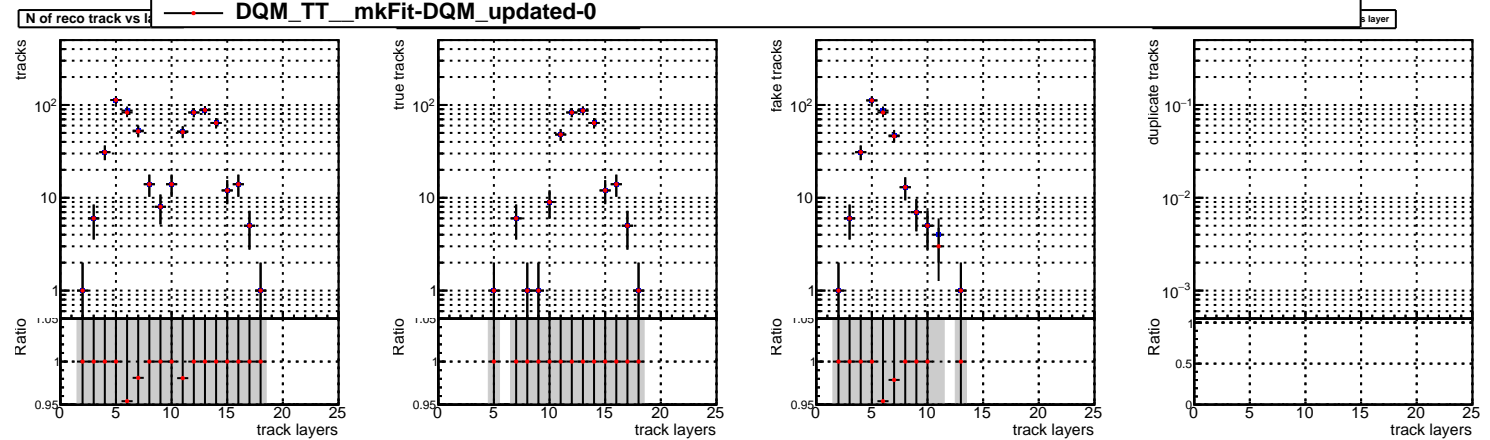 DQM_TT__mkFit-DQM_updated-0
N of reco track vs
s layer
tracks
10²
10
1
Ratio
1.05
1
0.95
0 5 10 15 20 25
track layers
true tracks
10²
10
1
Ratio
1.05
1
0.95
0 5 10 15 20 25
track layers
fake tracks
10²
10
1
Ratio
1.05
1
0.95
0 5 10 15 20 25
track layers
duplicate tracks
10⁻¹
10⁻²
10⁻³
Ratio
1
0.5
0
0 5 10 15 20 25
track layers